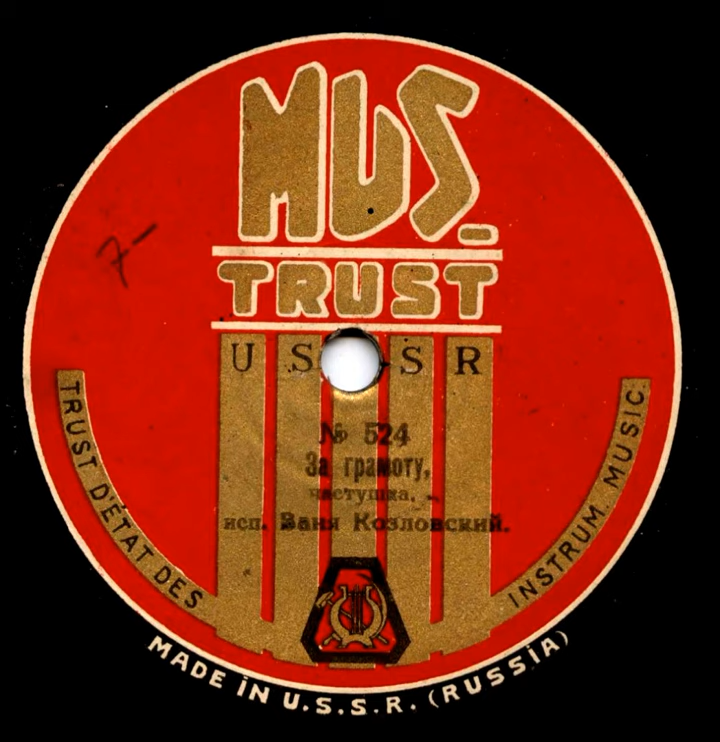 MUS.
TRUST
U S S R
7-
№ 524
За грамоту,
частушка.
исп. Ваня Козловский.
TRUST D'ÉTAT DES
INSTRUM. MUSIC.
MADE IN U.S.S.R. (RUSSIA)